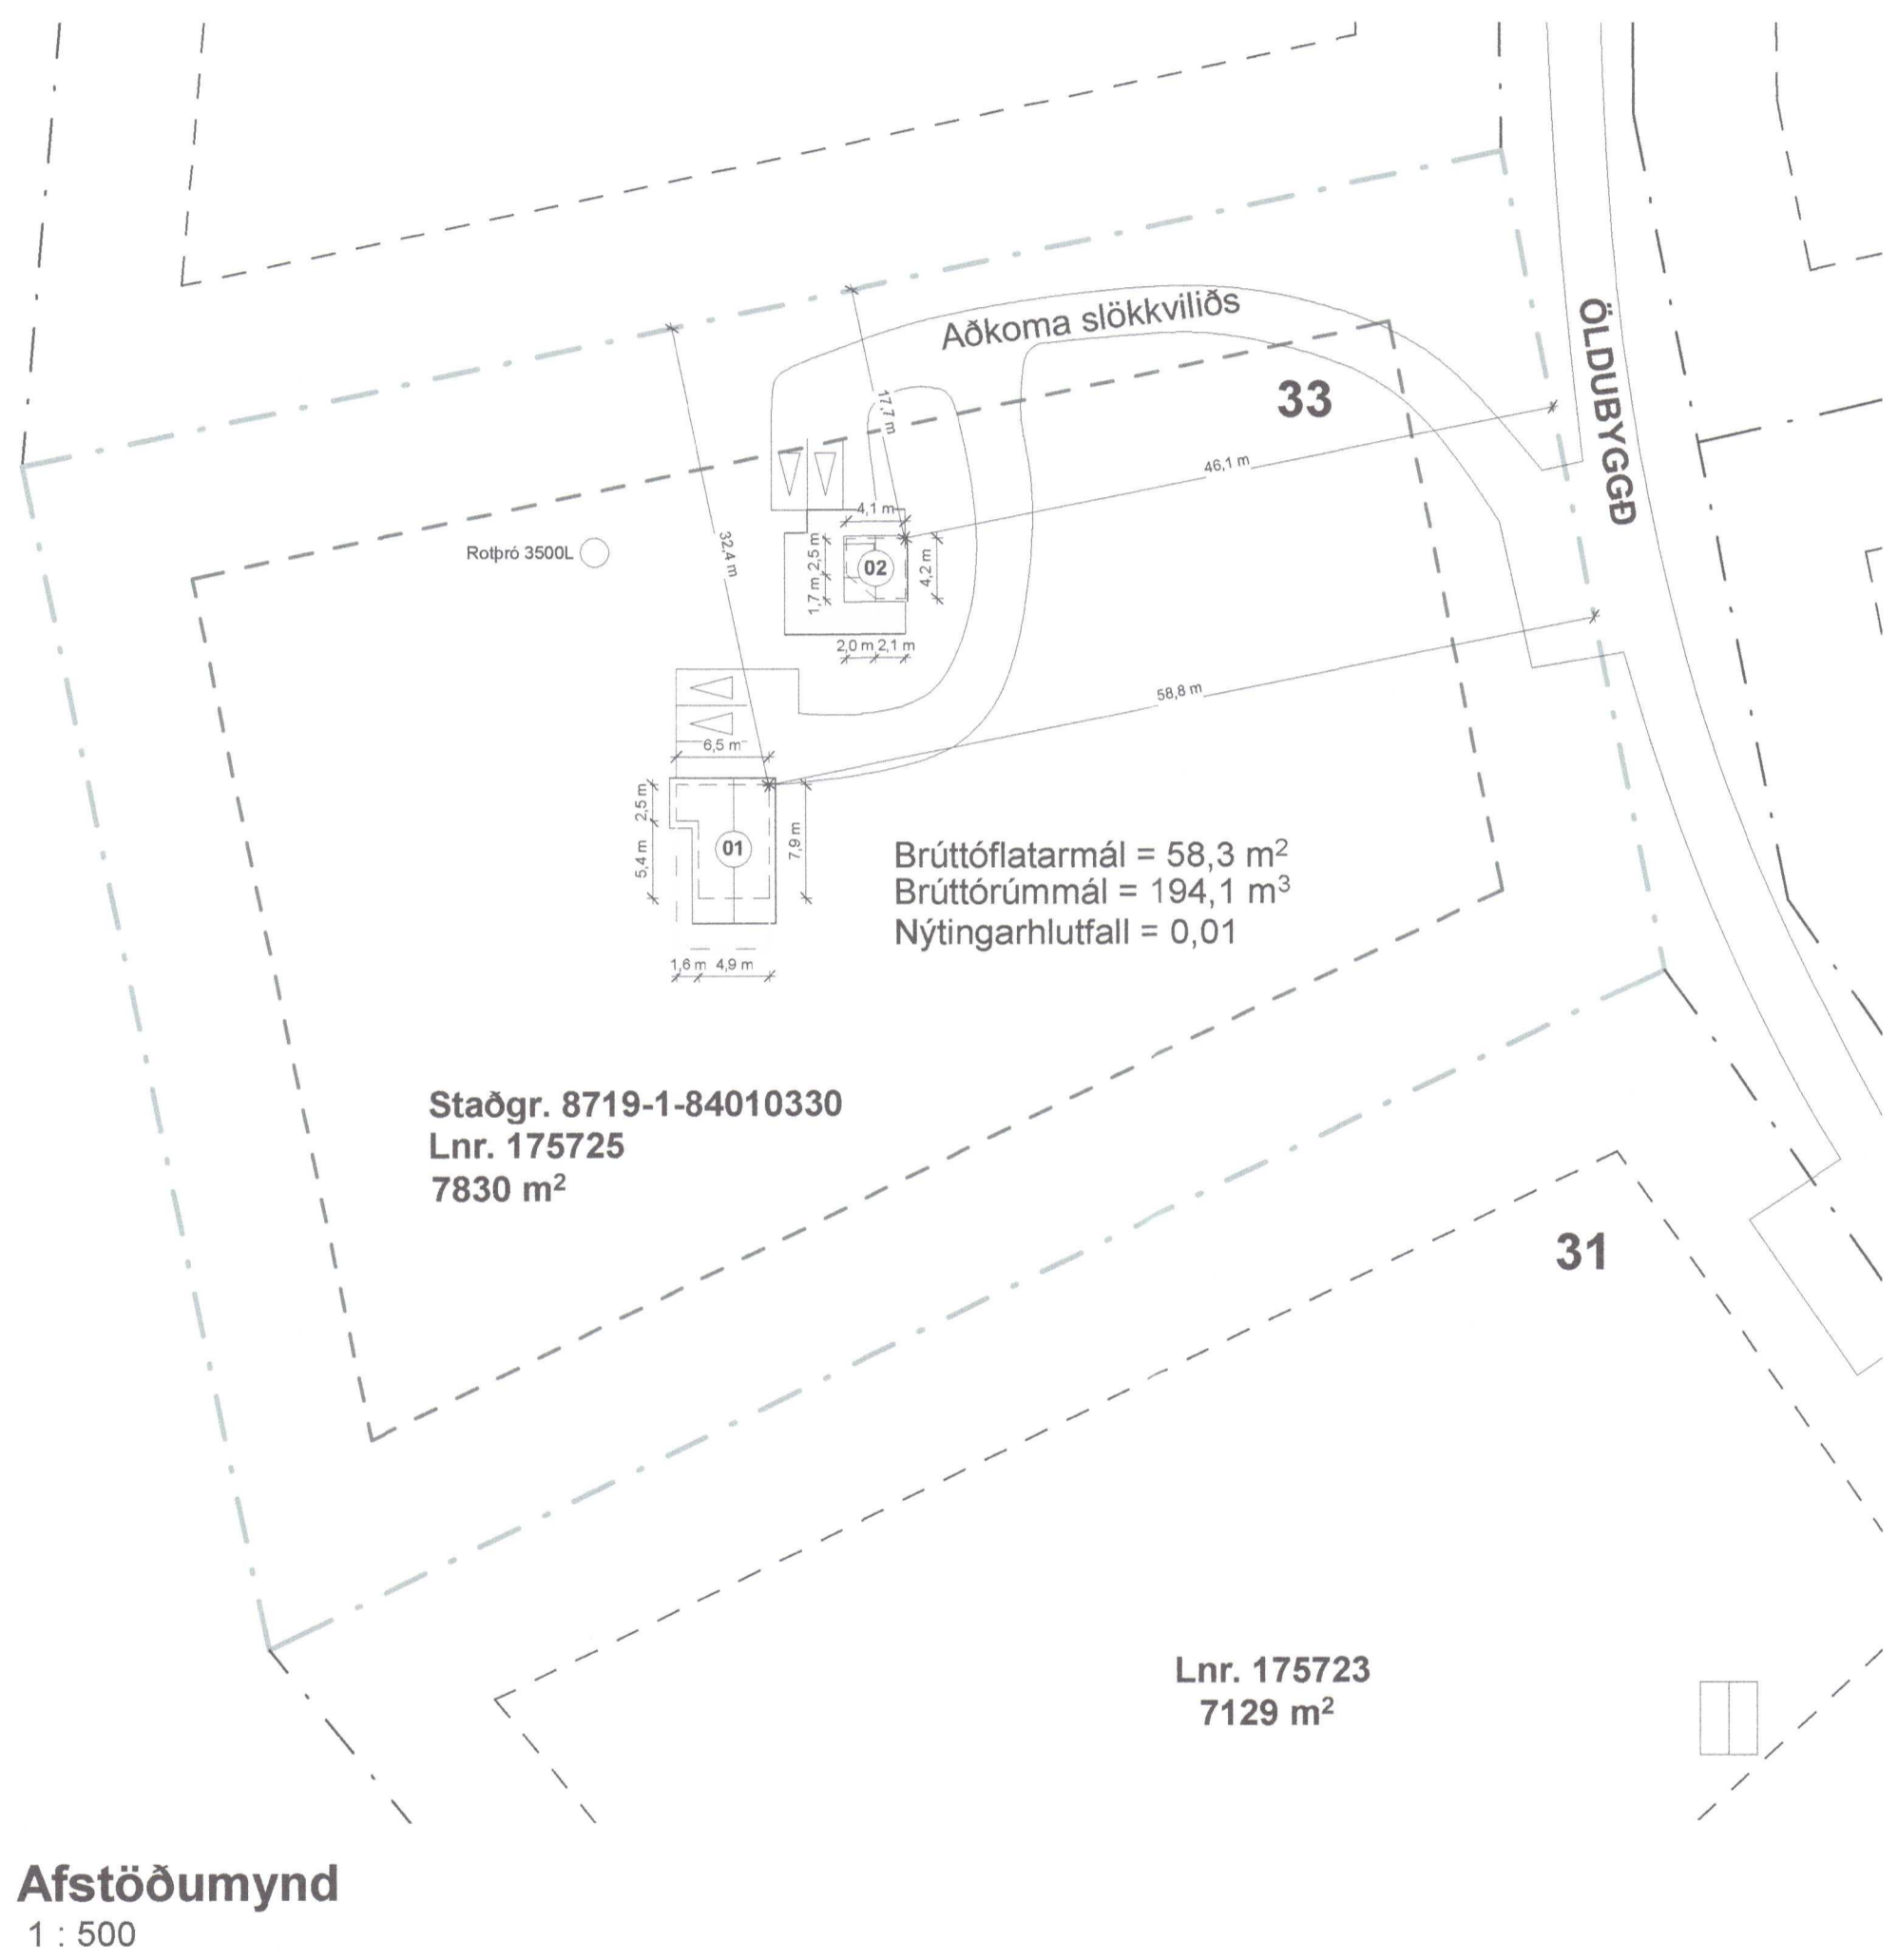 Aðkoma slökkviliðs
ÖLDUBYGGÐ
33
17,7 m
46,1 m
32,4 m
Rotþró 3500L
4,1 m
2,5 m
1,7 m
02
4,2 m
2,0 m 2,1 m
58,8 m
6,5 m
2,5 m
5,4 m
01
7,9 m
1,6 m 4,9 m
Brúttóflatarmál = 58,3 m²
Brúttórúmmál = 194,1 m³
Nýtingarhlutfall = 0,01
Staðgr. 8719-1-84010330
Lnr. 175725
7830 m²
31
Lnr. 175723
7129 m²
Afstöðumynd
1 : 500